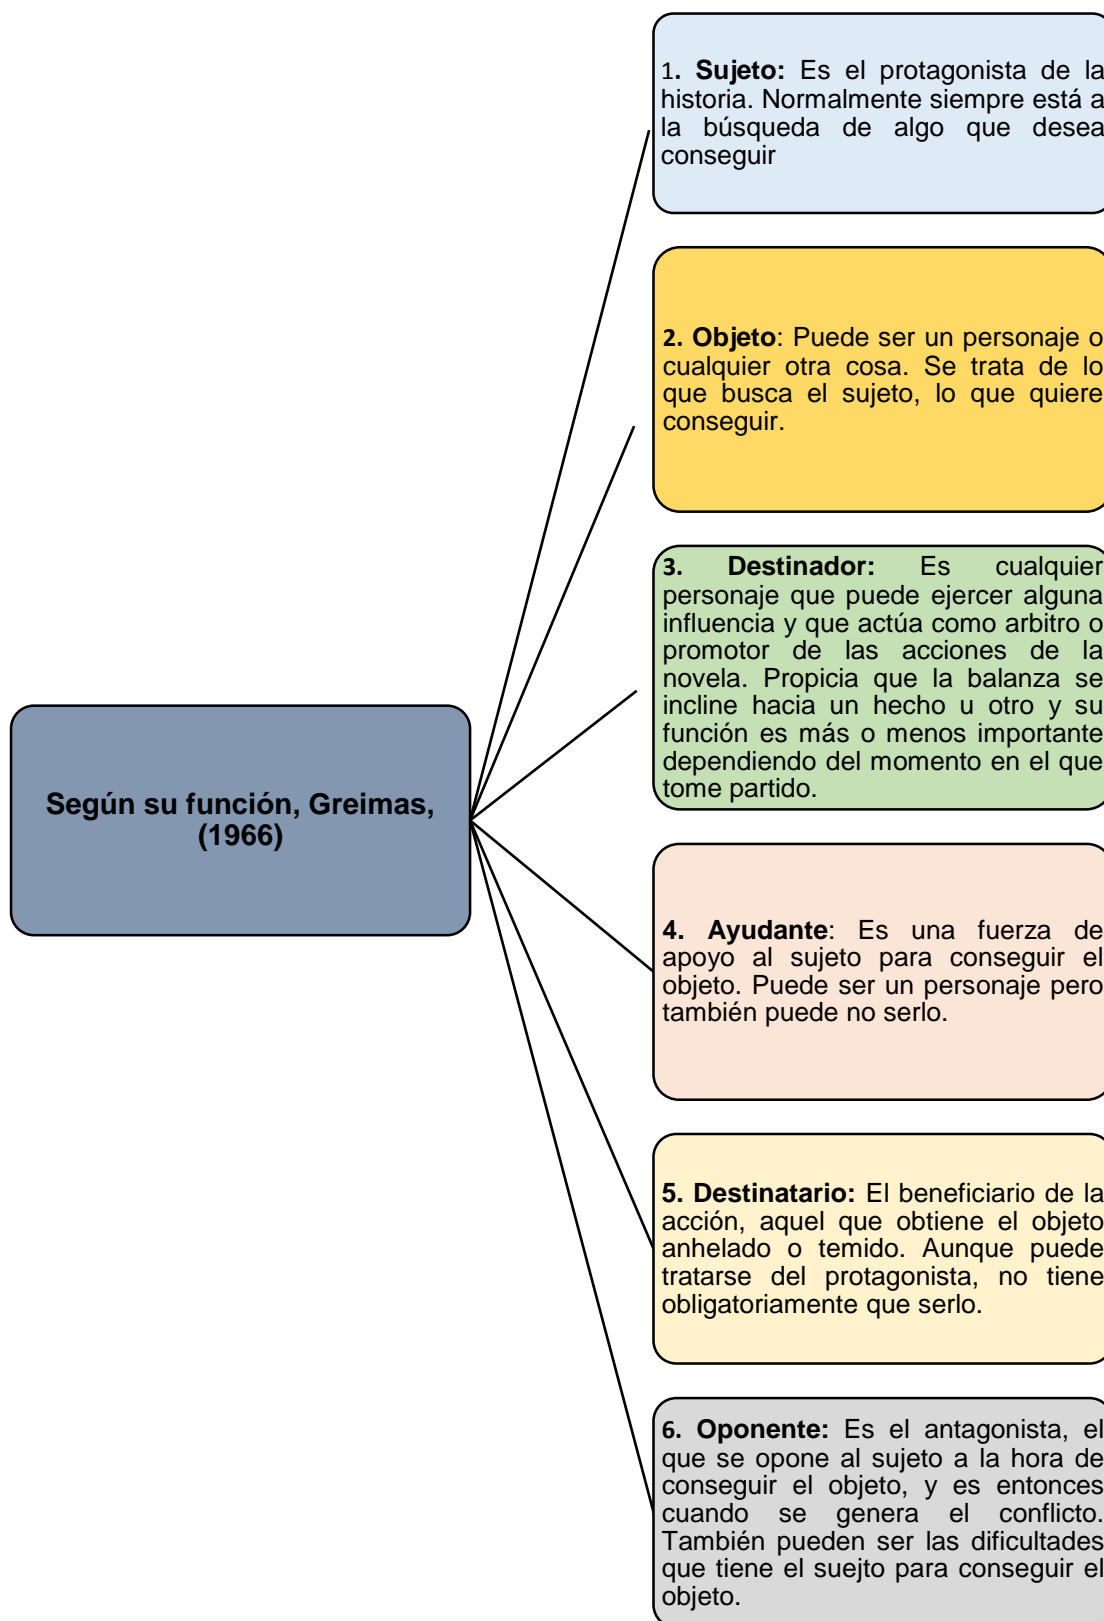 1. Sujeto: Es el protagonista de la
historia. Normalmente siempre está a
la búsqueda de algo que desea
conseguir
2. Objeto: Puede ser un personaje o
cualquier otra cosa. Se trata de lo
que busca el sujeto, lo que quiere
conseguir.
3. Destinador: Es cualquier
personaje que puede ejercer alguna
influencia y que actúa como arbitro o
promotor de las acciones de la
novela. Propicia que la balanza se
incline hacia un hecho u otro y su
función es más o menos importante
dependiendo del momento en el que
tome partido.
Según su función, Greimas,
(1966)
4. Ayudante: Es una fuerza de
apoyo al sujeto para conseguir el
objeto. Puede ser un personaje pero
también puede no serlo.
5. Destinatario: El beneficiario de la
acción, aquel que obtiene el objeto
anhelado o temido. Aunque puede
tratarse del protagonista, no tiene
obligatoriamente que serlo.
6. Oponente: Es el antagonista, el
que se opone al sujeto a la hora de
conseguir el objeto, y es entonces
cuando se genera el conflicto.
También pueden ser las dificultades
que tiene el suejto para conseguir el
objeto.